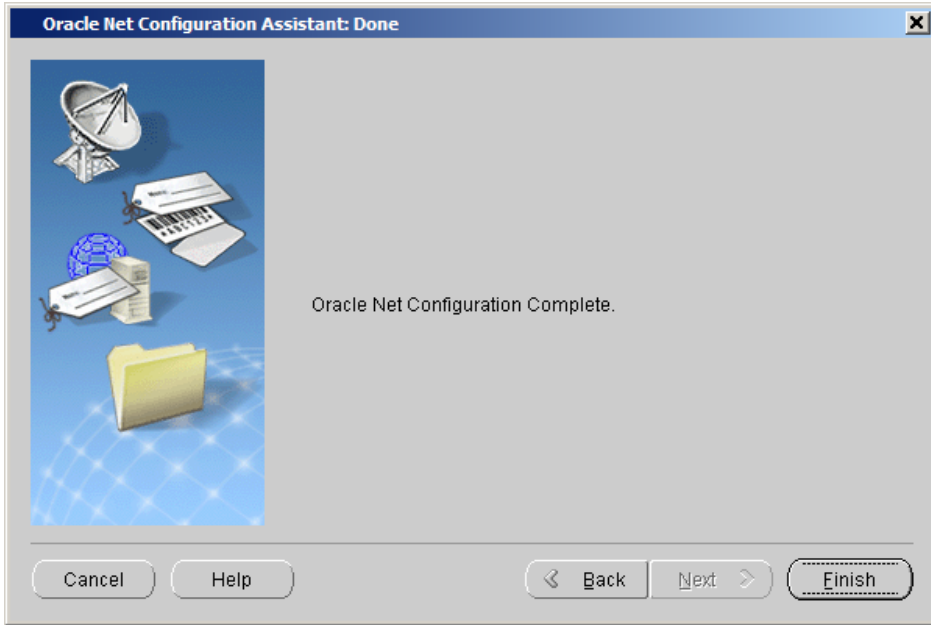 Oracle Net Configuration Assistant: Done
Oracle Net Configuration Complete.
Cancel
Help
Back
Next
Finish